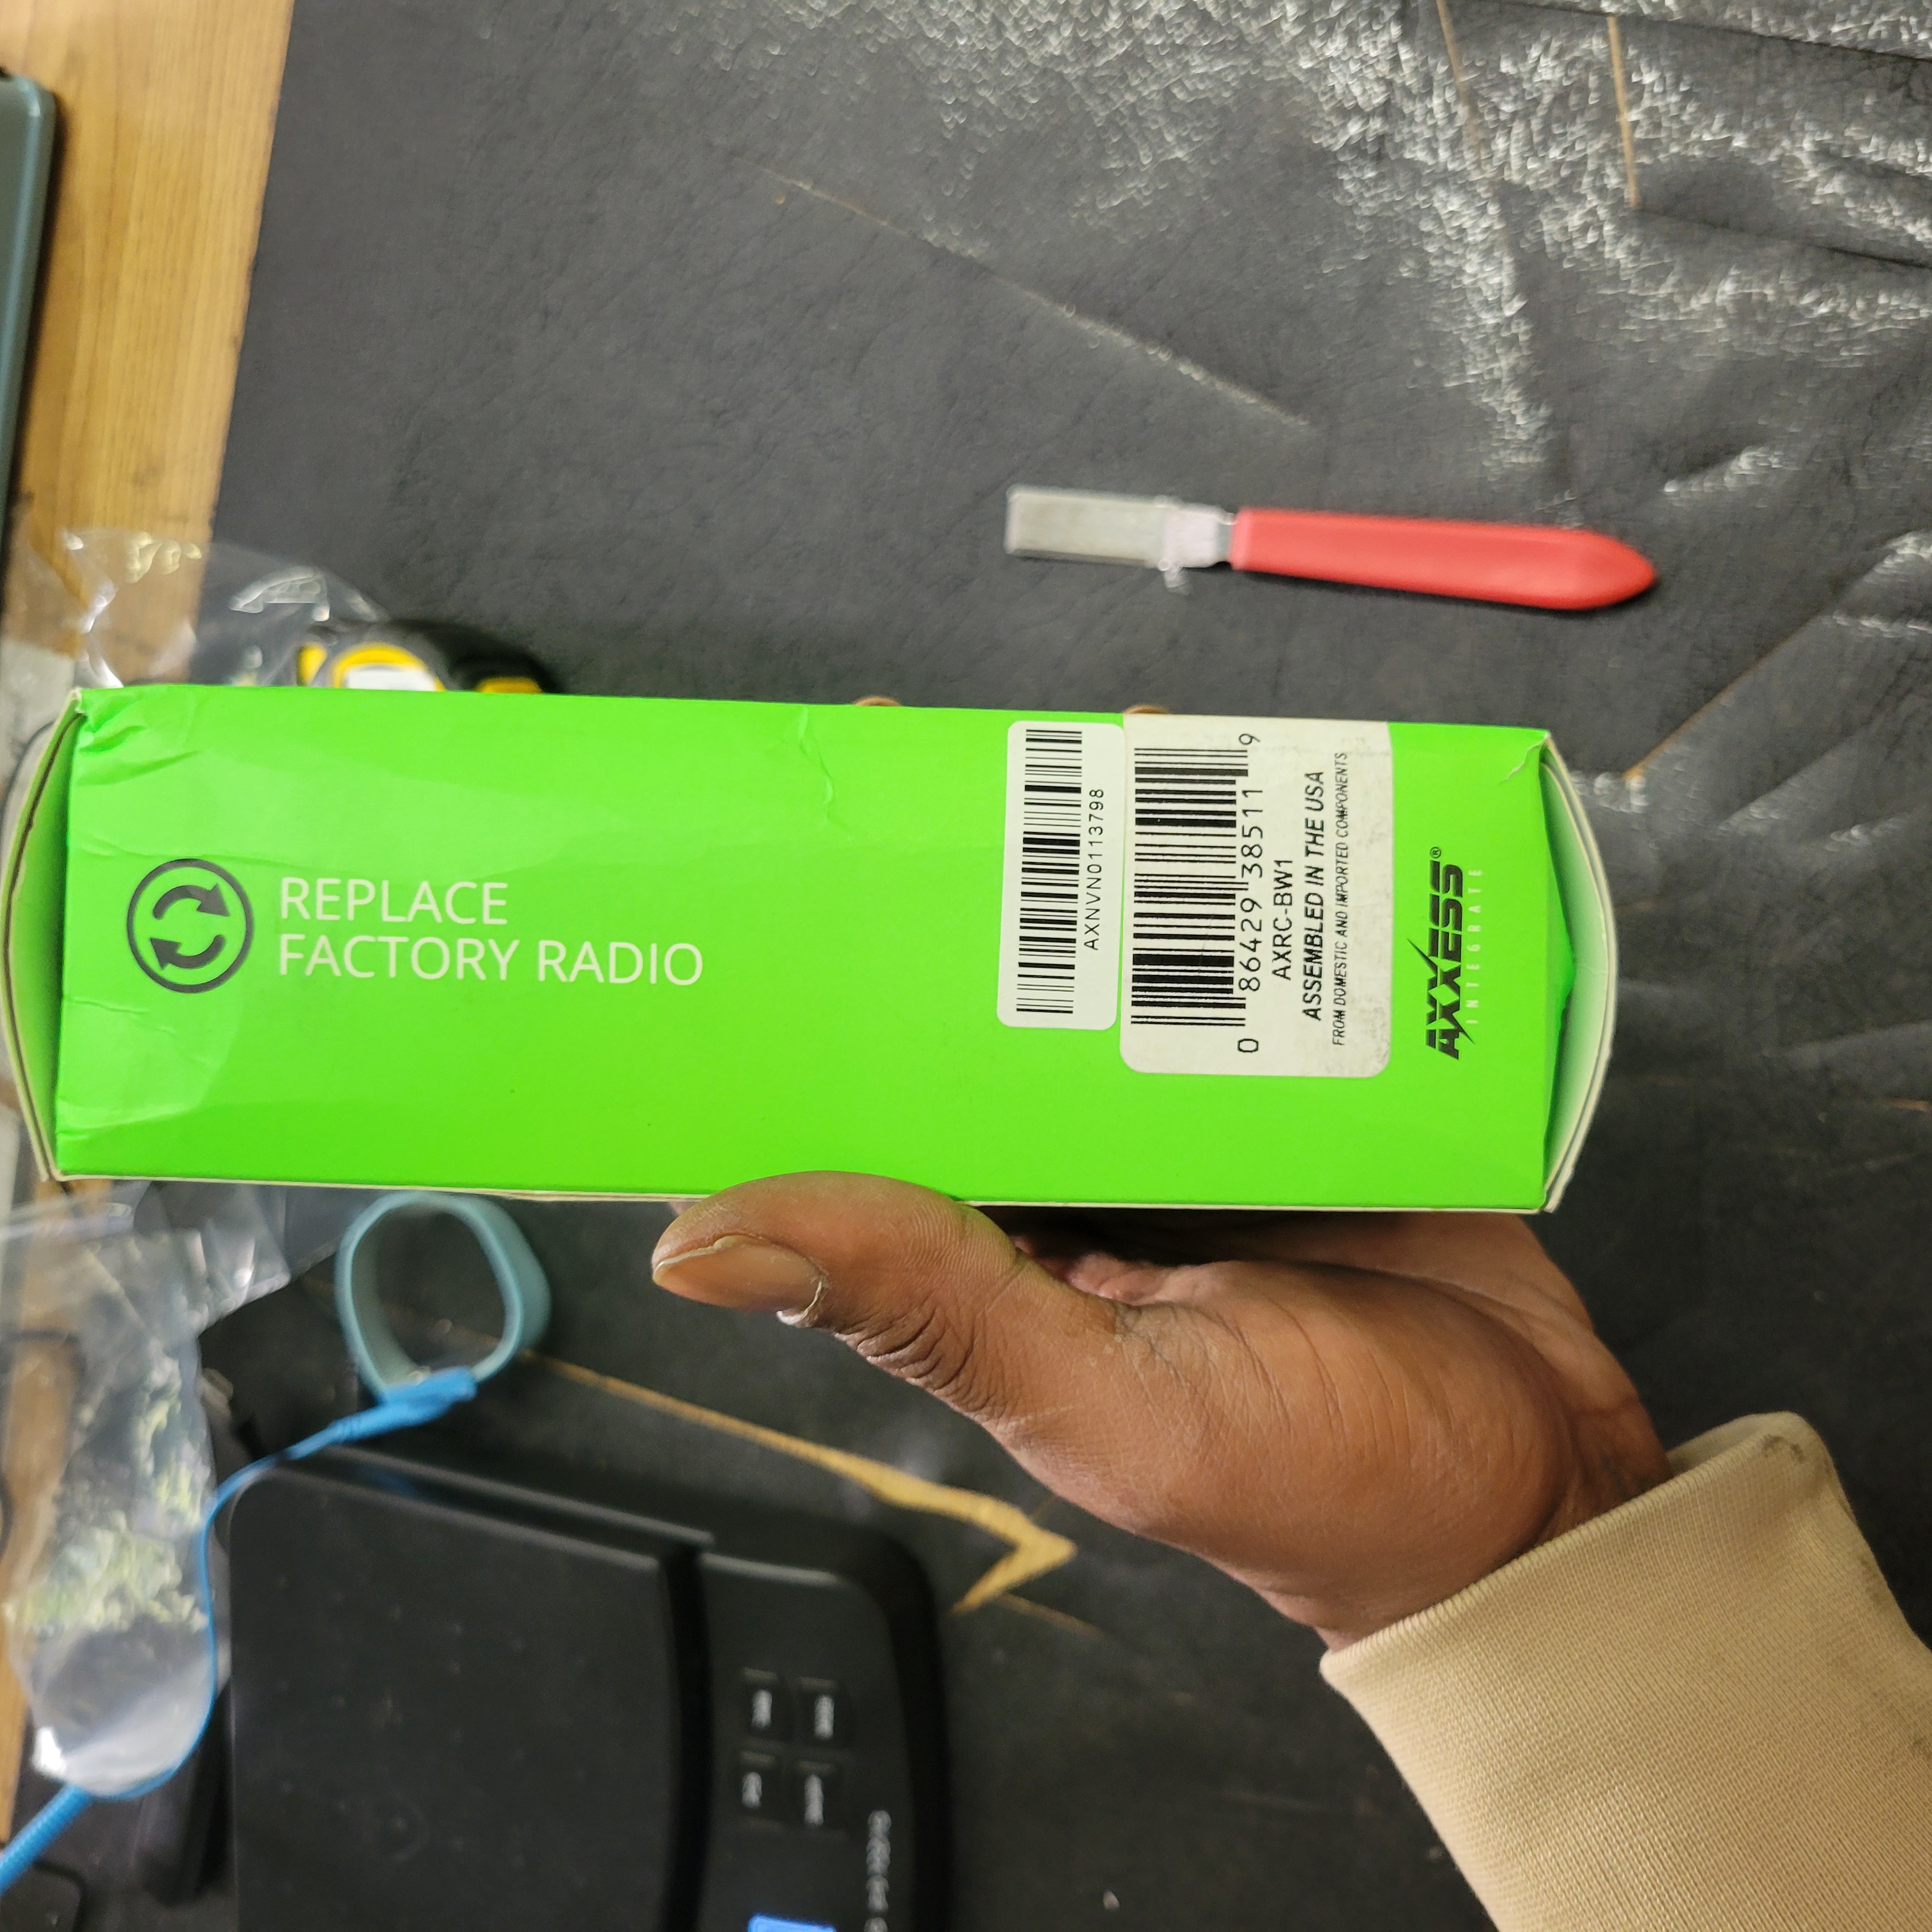 REPLACE
FACTORY RADIO
AXNVN01113798
0 86429 38511 9
AXRC-BW1
ASSEMBLED IN THE USA
FROM DOMESTIC AND IMPORTED COMPONENTS
AXXESS®
INTEGRATE